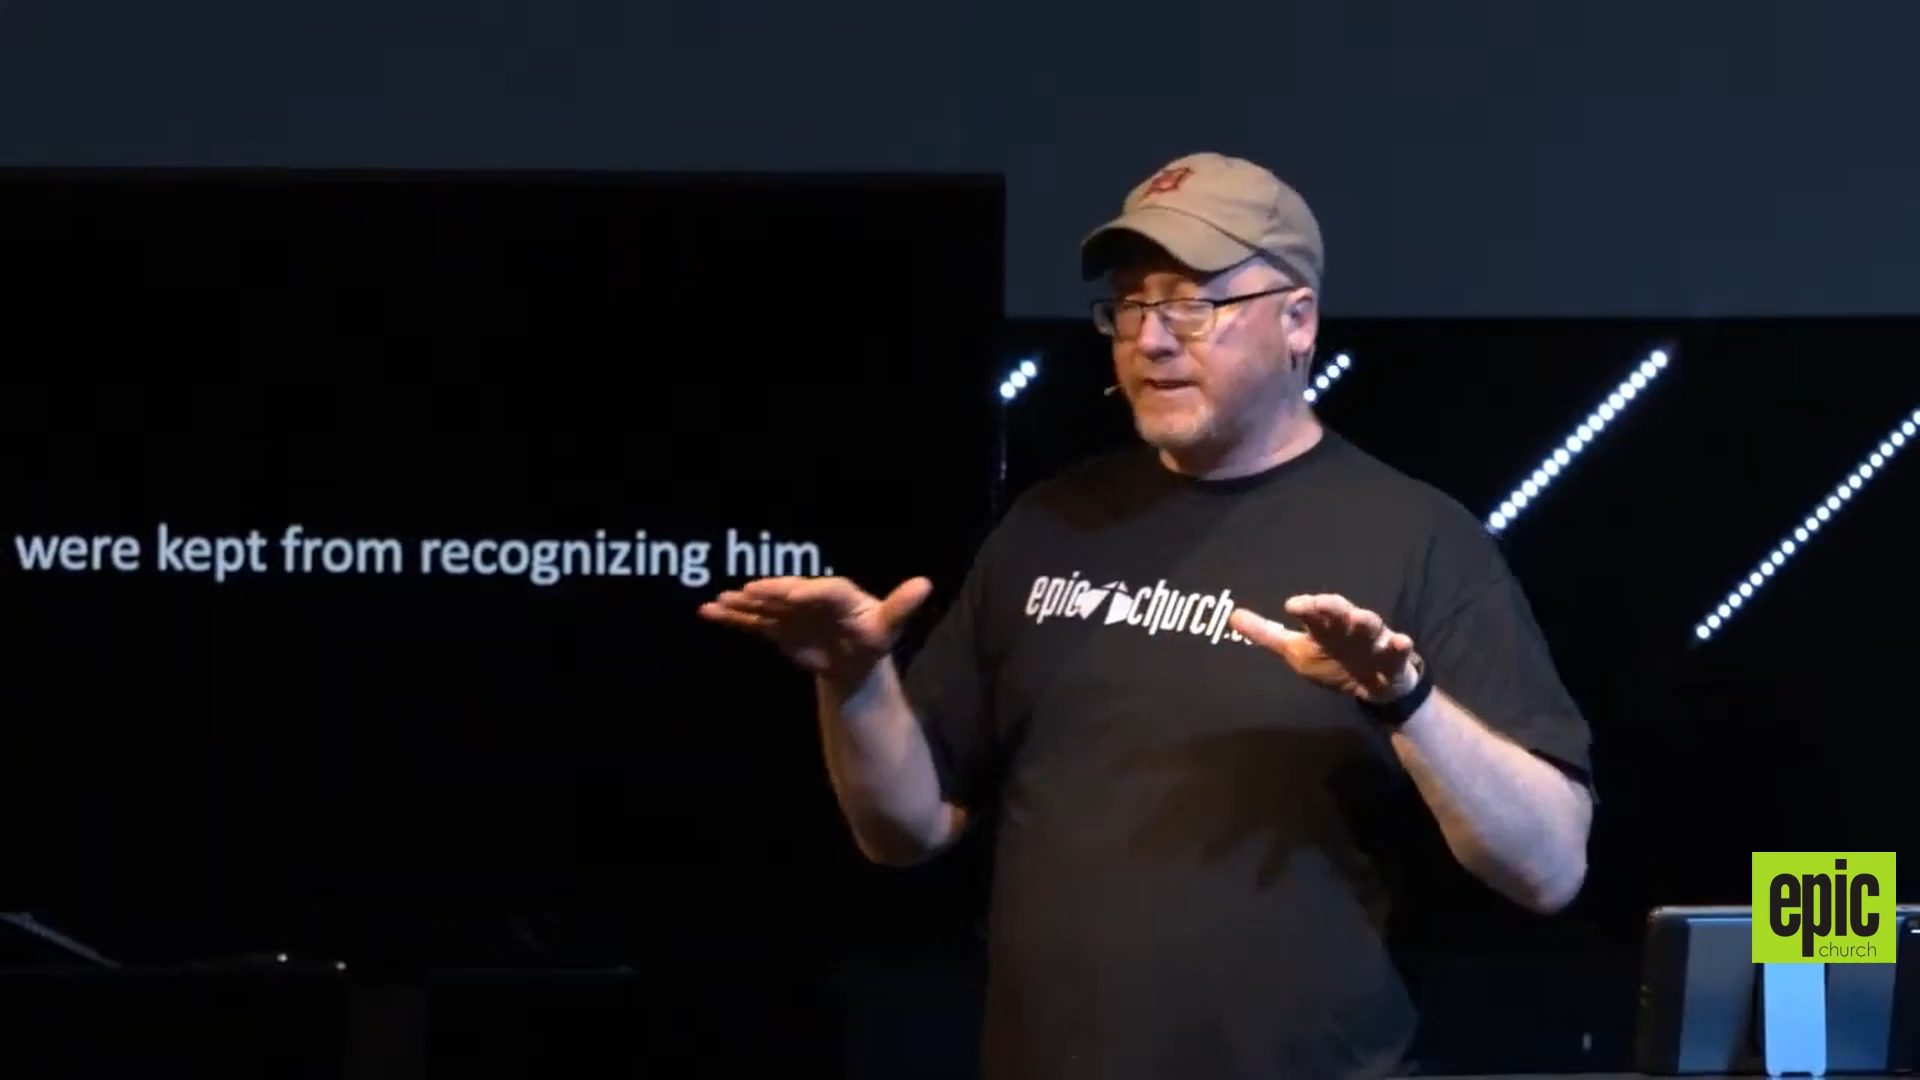 were kept from recognizing him.
epic church.
epic
church